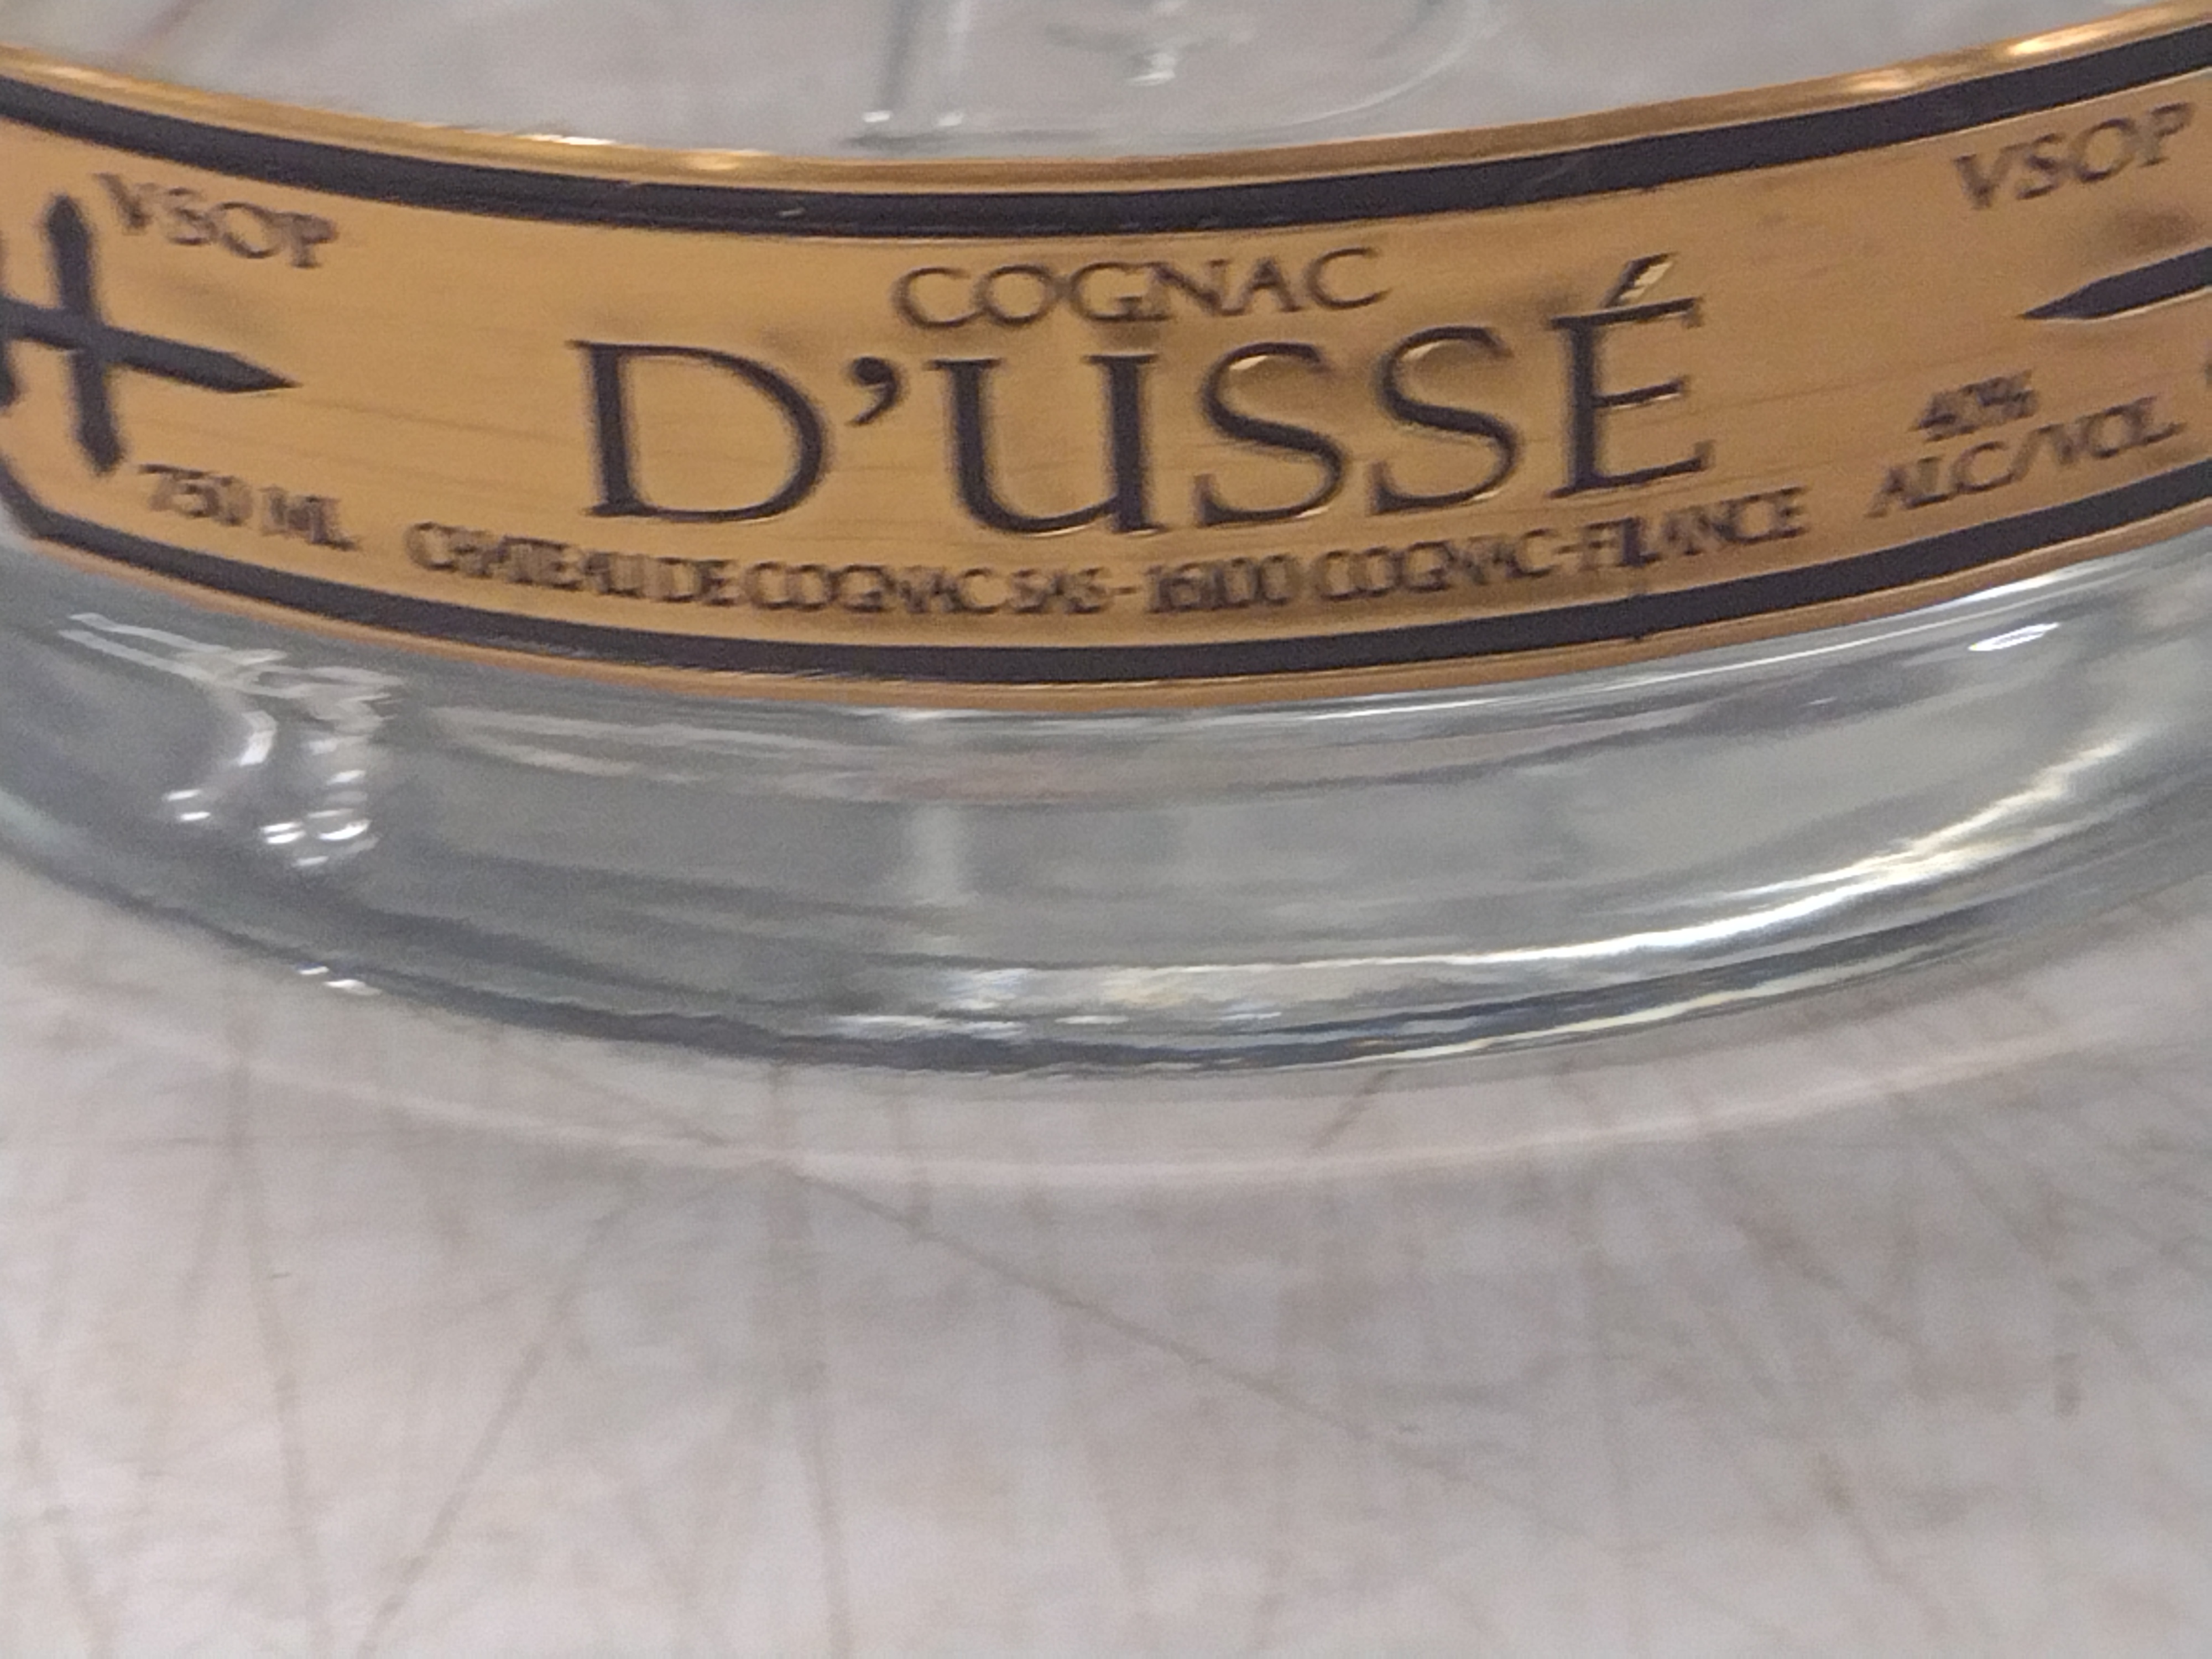 VSOP
COGNAC
D'USSÉ
VSOP
750 ML
CHATEAU DE COGNAC SAS - 16100 COGNAC - FRANCE
40%
ALC/VOL.